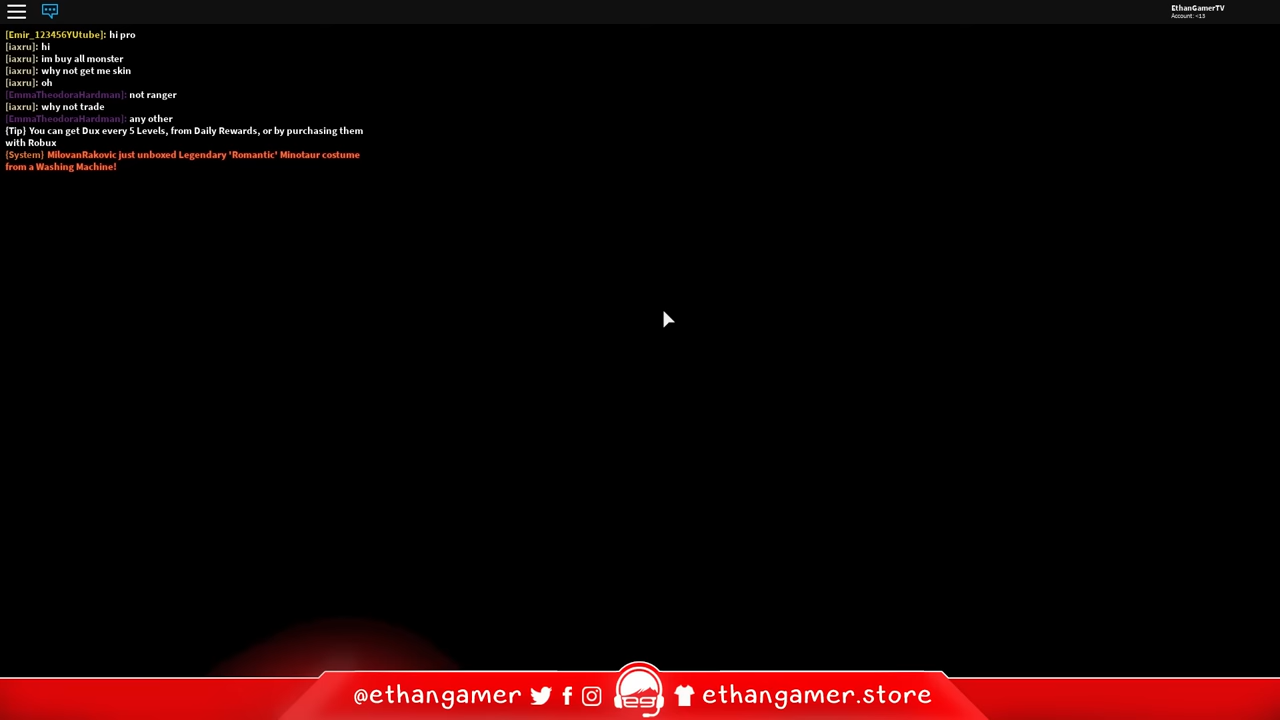 EthanGamerTV
Account: <13
[Emir_123456YUtube]: hi pro
[iaxru]: hi
[iaxru]: im buy all monster
[iaxru]: why not get me skin
[iaxru]: oh
[EmmaTheodoraHardman]: not ranger
[iaxru]: why not trade
[EmmaTheodoraHardman]: any other
{Tip} You can get Dux every 5 Levels, from Daily Rewards, or by purchasing them
with Robux
{System} MilovanRakovic just unboxed Legendary 'Romantic' Minotaur costume
from a Washing Machine!
@ethangamer eg ethangamer.store